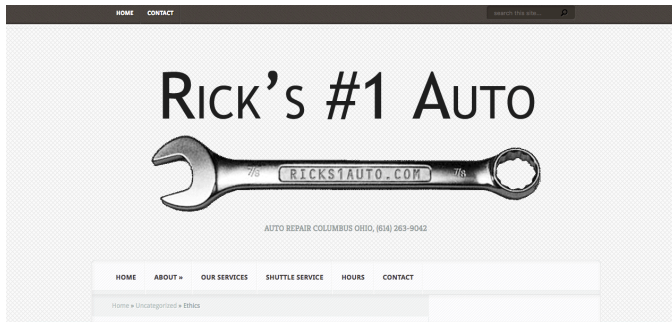 HOME CONTACT search this site...
Rick's #1 Auto
7/8 RICKS1AUTO.COM 7/8
AUTO REPAIR COLUMBUS OHIO, (614) 263-9042
HOME ABOUT » OUR SERVICES SHUTTLE SERVICE HOURS CONTACT
Home » Uncategorized » Ethics